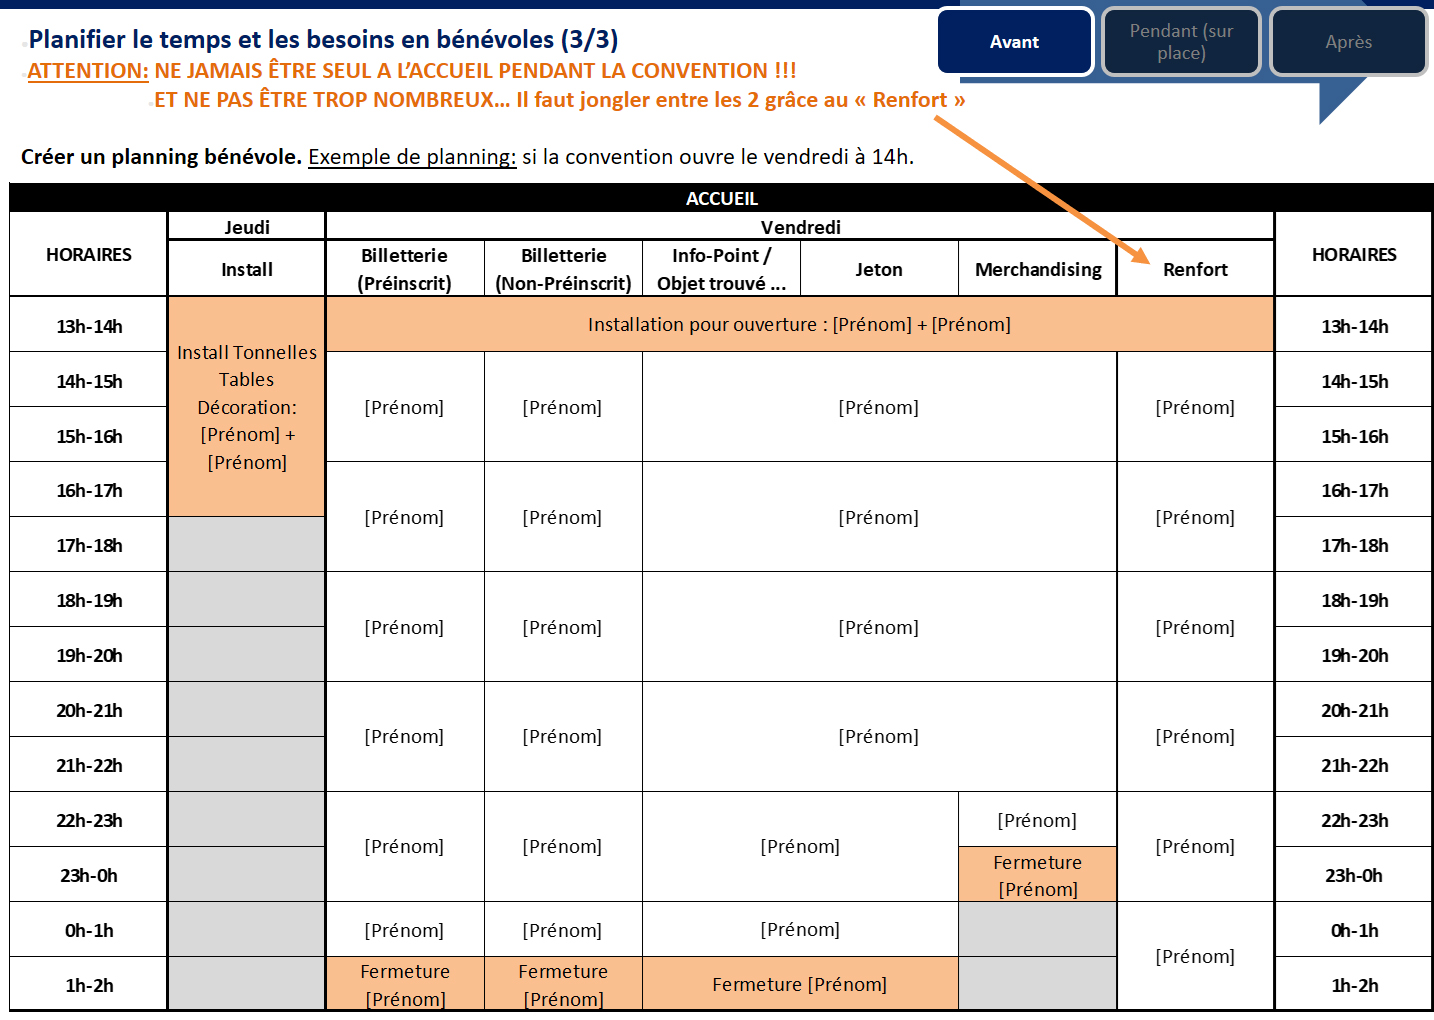 Planifier le temps et les besoins en bénévoles (3/3)
ATTENTION: NE JAMAIS ÊTRE SEUL A L’ACCUEIL PENDANT LA CONVENTION !!!
ET NE PAS ÊTRE TROP NOMBREUX... Il faut jongler entre les 2 grâce au « Renfort »
Avant
Pendant (sur
place)
Après
Créer un planning bénévole. Exemple de planning: si la convention ouvre le vendredi à 14h.
ACCUEIL
HORAIRES
Jeudi
Vendredi
HORAIRES
Install
Billetterie
(Préinscrit)
Billetterie
(Non-Préinscrit)
Info-Point /
Objet trouvé ...
Jeton
Merchandising
Renfort
13h-14h
Install Tonnelles
Tables
Décoration:
[Prénom] +
[Prénom]
Installation pour ouverture : [Prénom] + [Prénom]
13h-14h
14h-15h
[Prénom]
[Prénom]
[Prénom]
[Prénom]
14h-15h
15h-16h
15h-16h
16h-17h
[Prénom]
[Prénom]
[Prénom]
[Prénom]
16h-17h
17h-18h
17h-18h
18h-19h
[Prénom]
[Prénom]
[Prénom]
[Prénom]
18h-19h
19h-20h
19h-20h
20h-21h
[Prénom]
[Prénom]
[Prénom]
[Prénom]
20h-21h
21h-22h
21h-22h
22h-23h
[Prénom]
[Prénom]
[Prénom]
[Prénom]
[Prénom]
22h-23h
23h-0h
Fermeture
[Prénom]
23h-0h
0h-1h
[Prénom]
[Prénom]
[Prénom]
[Prénom]
0h-1h
1h-2h
Fermeture
[Prénom]
Fermeture
[Prénom]
Fermeture [Prénom]
1h-2h